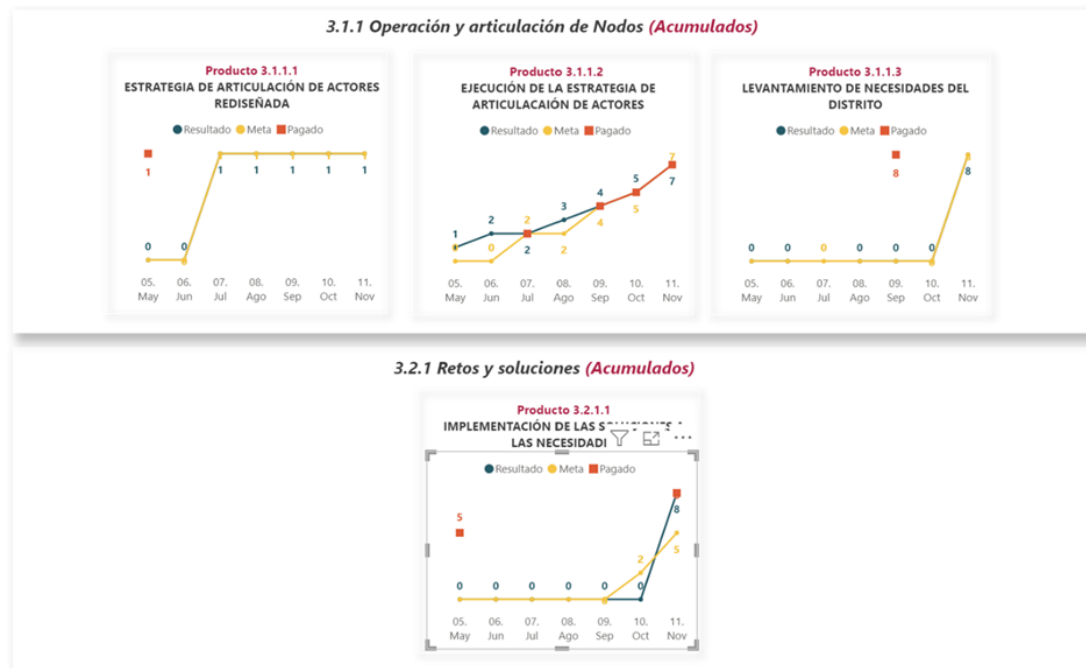 3.1.1 Operación y articulación de Nodos (Acumulados)
Producto 3.1.1.1
ESTRATEGIA DE ARTICULACIÓN DE ACTORES
REDISEÑADA
Resultado Meta Pagado
1
1 1 1 1 1
1 1 1 1 1
0 0
05. 06. 07. 08. 09. 10. 11.
May Jun Jul Ago Sep Oct Nov
Producto 3.1.1.2
EJECUCIÓN DE LA ESTRATEGIA DE
ARTICULACAIÓN DE ACTORES
Resultado Meta Pagado
1 2 2 3 4 5 7
0 2 2 4 5 7
05. 06. 07. 08. 09. 10. 11.
May Jun Jul Ago Sep Oct Nov
Producto 3.1.1.3
LEVANTAMIENTO DE NECESIDADES DEL
DISTRITO
Resultado Meta Pagado
8
8
0 0 0 0 0 0
05. 06. 07. 08. 09. 10. 11.
May Jun Jul Ago Sep Oct Nov
3.2.1 Retos y soluciones (Acumulados)
Producto 3.2.1.1
IMPLEMENTACIÓN DE LAS
LAS
Resultado Meta Pagado
5
8
2 5
0 0 0 0 0 0
05. 06. 07. 08. 09. 10. 11.
May Jun Jul Ago Sep Oct Nov